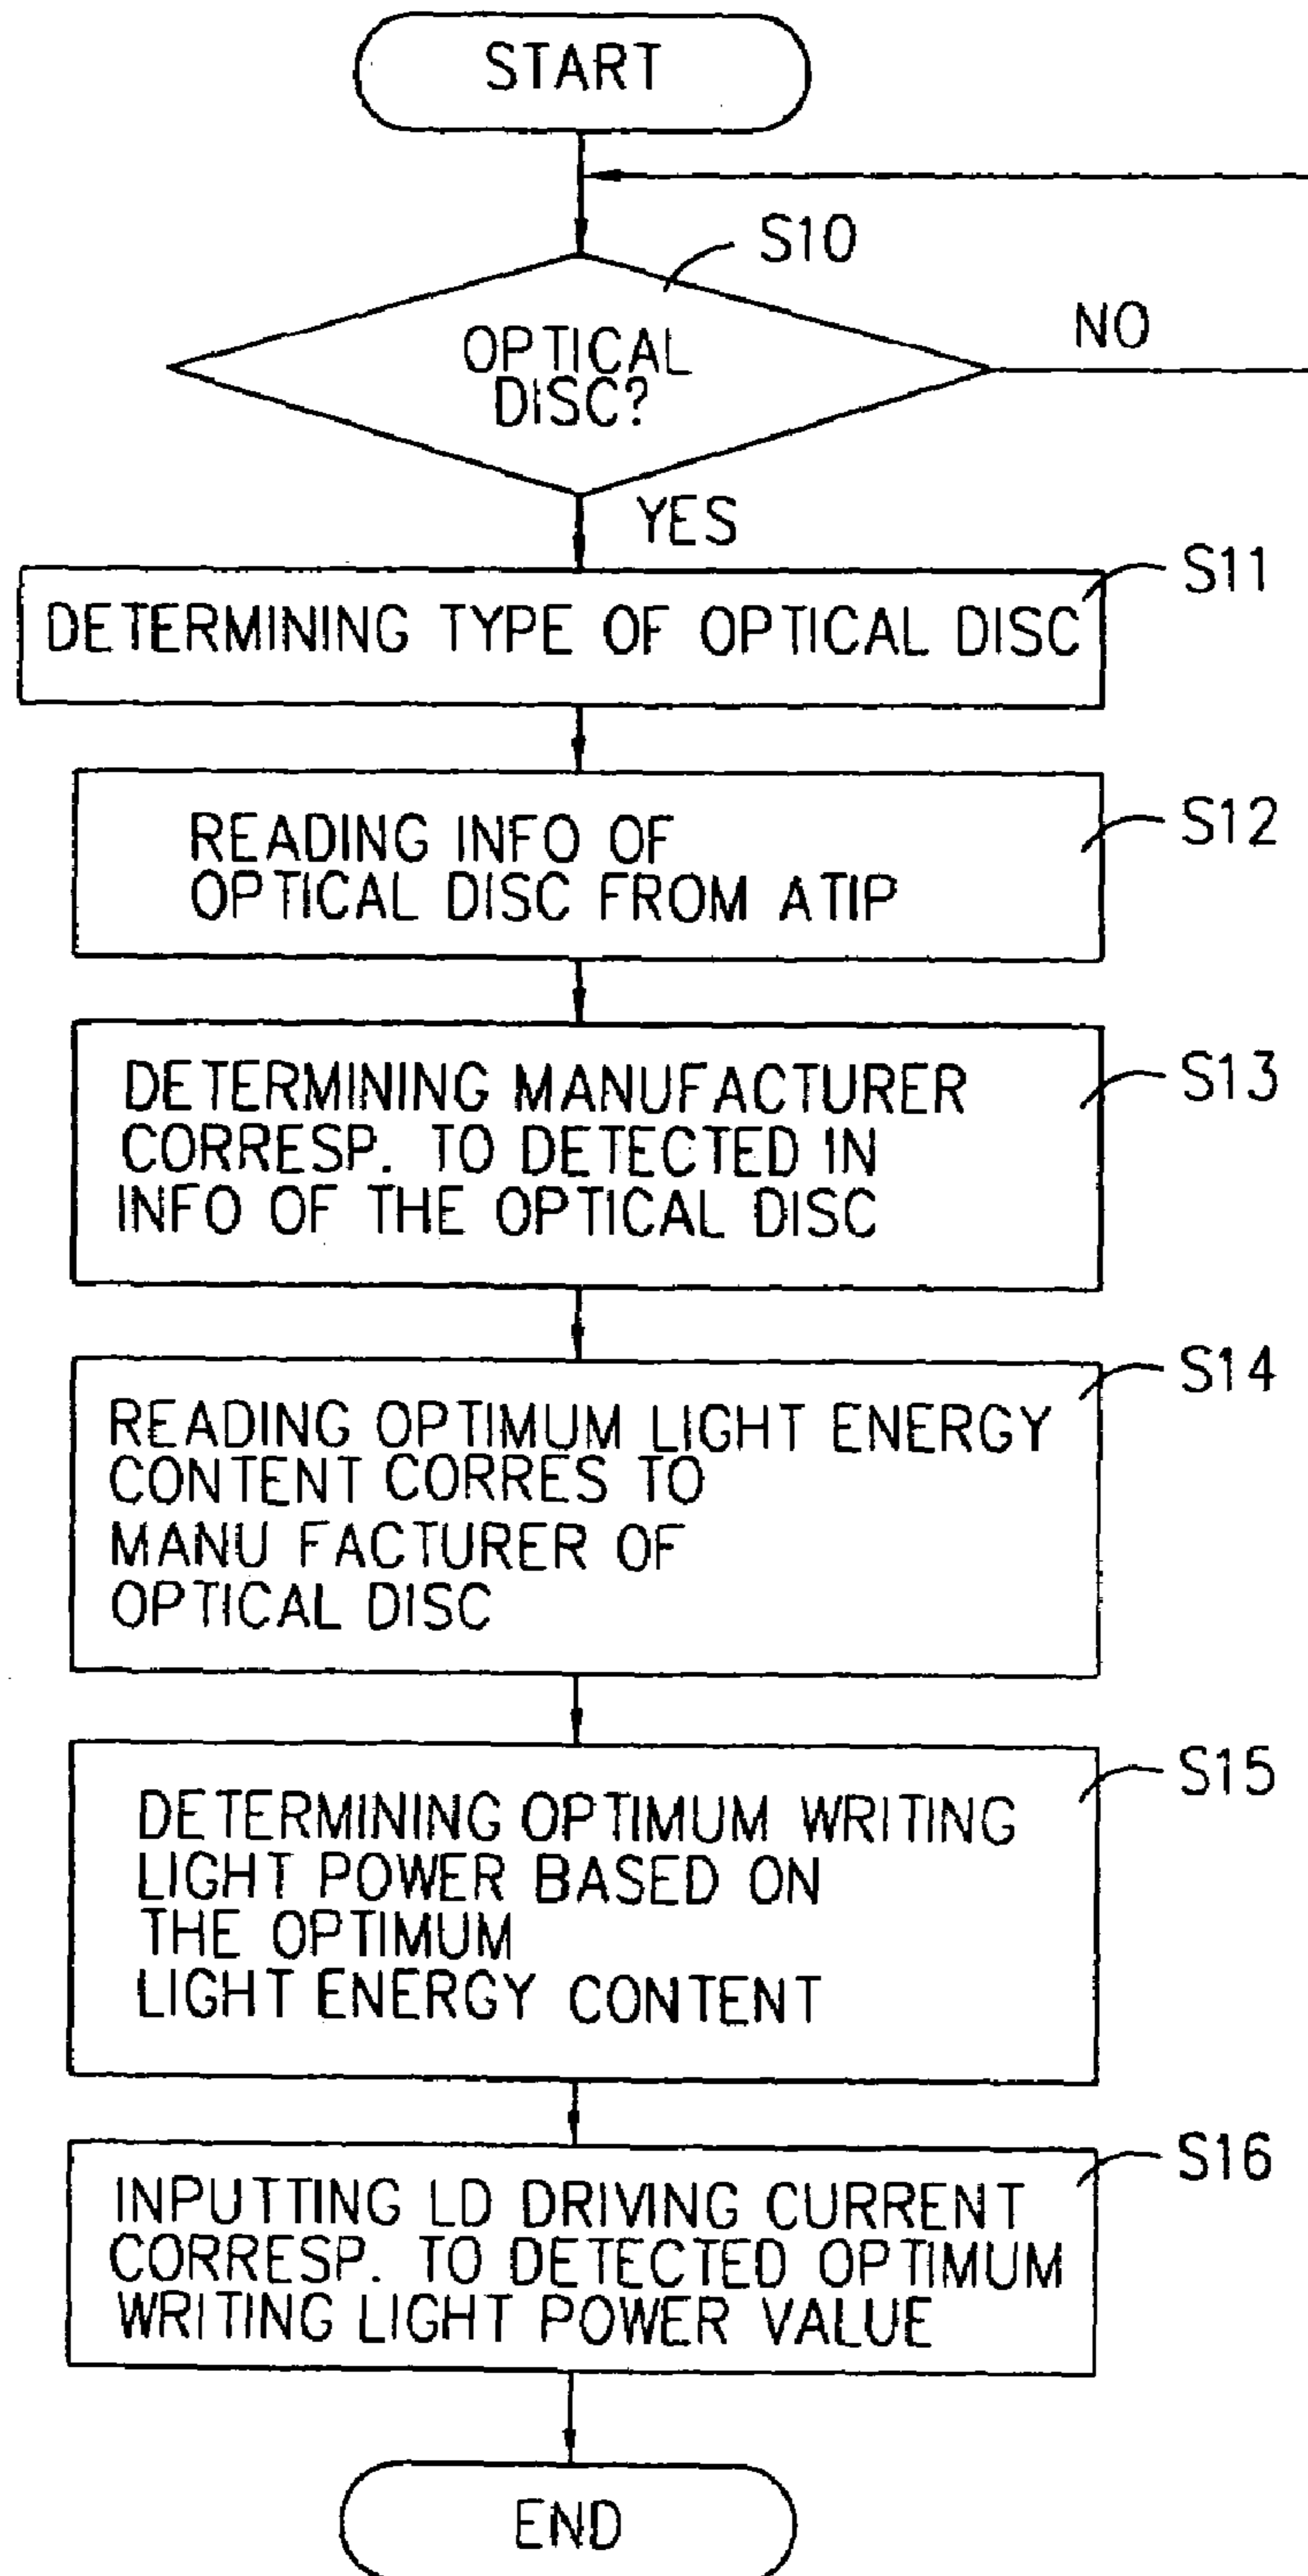 START
S10
OPTICAL
DISC?
NO
YES
S11
DETERMINING TYPE OF OPTICAL DISC
S12
READING INFO OF
OPTICAL DISC FROM ATIP
S13
DETERMINING MANUFACTURER
CORRESP. TO DETECTED IN
INFO OF THE OPTICAL DISC
S14
READING OPTIMUM LIGHT ENERGY
CONTENT CORRES TO
MANU FACTURER OF
OPTICAL DISC
S15
DETERMINING OPTIMUM WRITING
LIGHT POWER BASED ON
THE OPTIMUM
LIGHT ENERGY CONTENT
S16
INPUTTING LD DRIVING CURRENT
CORRESP. TO DETECTED OPTIMUM
WRITING LIGHT POWER VALUE
END